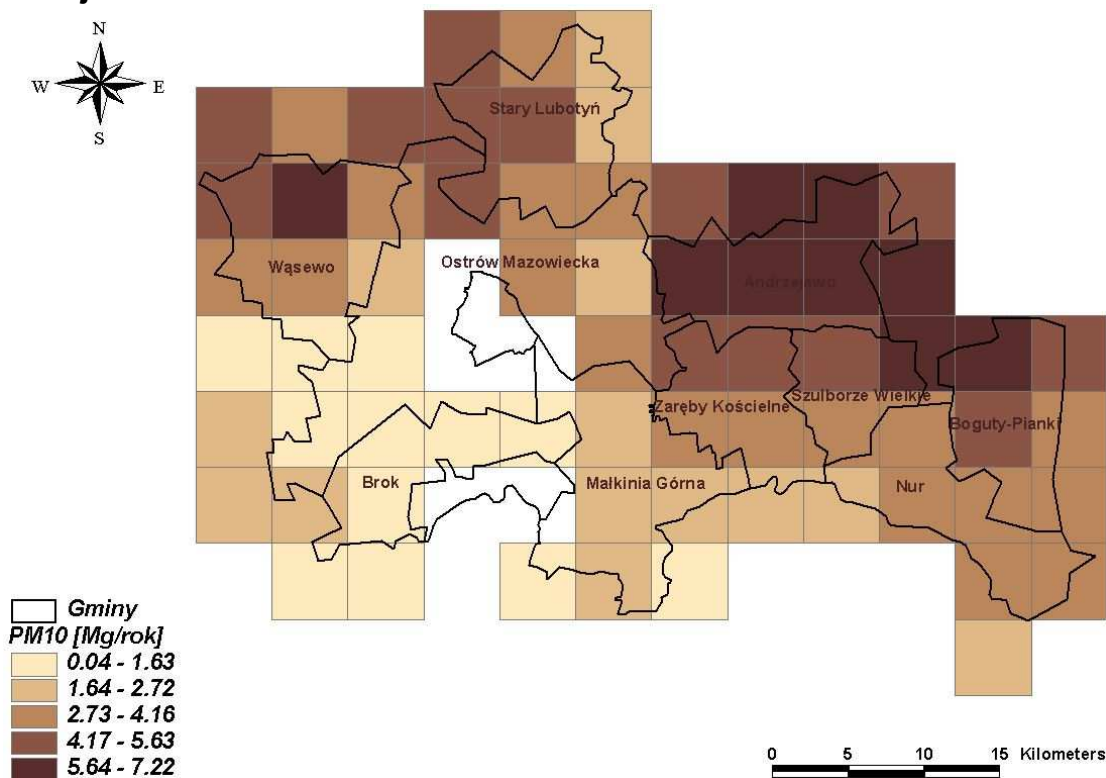 N
W E
S
Stary Lubotyń
Wąsewo
Ostrów Mazowiecka
Andrzejewo
Zaręby Kościelne
Szulborze Wielkie
Boguty-Pianki
Brok
Małkinia Górna
Nur
Gminy
PM10 [Mg/rok]
0.04 - 1.63
1.64 - 2.72
2.73 - 4.16
4.17 - 5.63
5.64 - 7.22
0 5 10 15 Kilometers